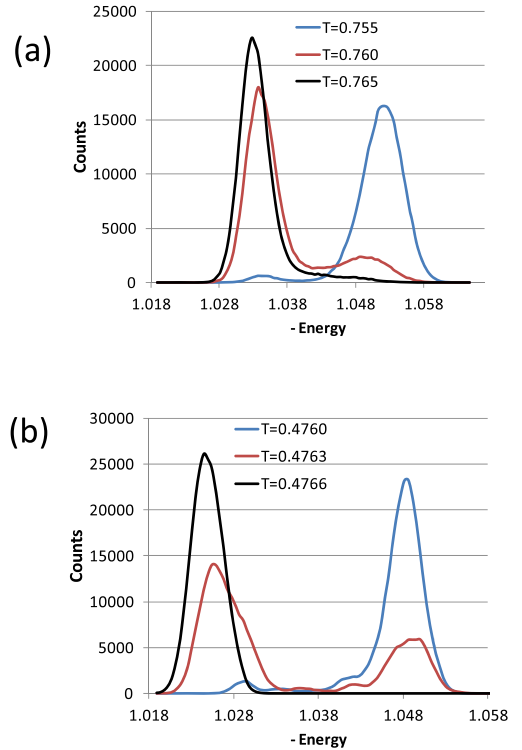 (a)
25000
20000
15000
10000
5000
0
Counts
T=0.755
T=0.760
T=0.765
1.018 1.028 1.038 1.048 1.058
- Energy
(b)
30000
25000
20000
15000
10000
5000
0
Counts
T=0.4760
T=0.4763
T=0.4766
1.018 1.028 1.038 1.048 1.058
- Energy